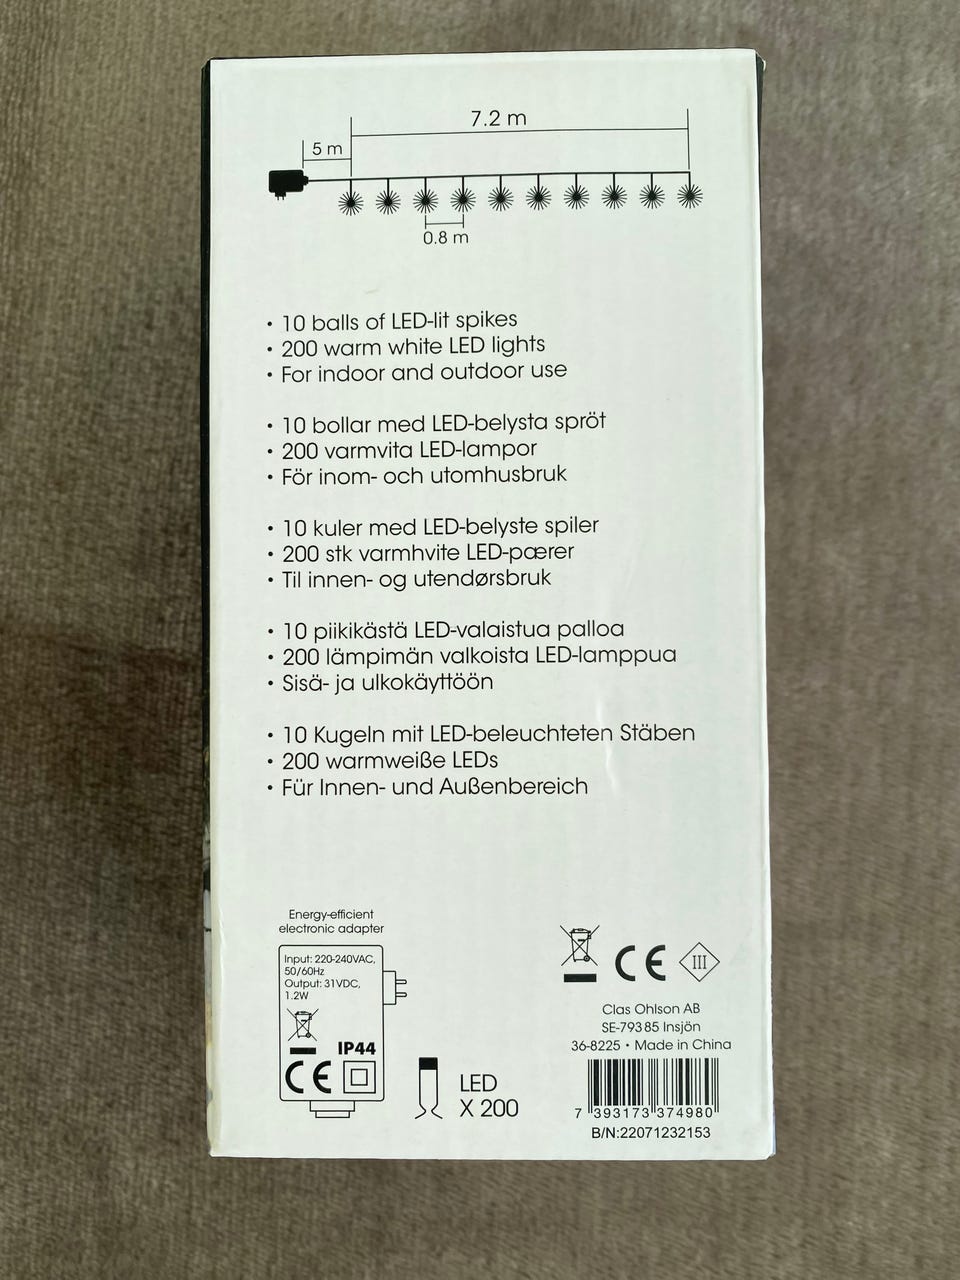 7.2 m
5 m
0.8 m
• 10 balls of LED-lit spikes
• 200 warm white LED lights
• For indoor and outdoor use
• 10 bollar med LED-belysta spröt
• 200 varmvita LED-lampor
• För inom- och utomhusbruk
• 10 kuler med LED-belyste spiler
• 200 stk varmhvite LED-pærer
• Til innen- og utendørsbruk
• 10 piikikästä LED-valaistua palloa
• 200 lämpimän valkoista LED-lamppua
• Sisä- ja ulkokäyttöön
• 10 Kugeln mit LED-beleuchteten Stäben
• 200 warmweiße LEDs
• Für Innen- und Außenbereich
Energy-efficient
electronic adapter
Input: 220-240VAC,
50/60Hz
Output: 31VDC,
1.2W
IP44
CE
LED
X 200
CE
III
Clas Ohlson AB
SE-793 85 Insjön
36-8225 • Made in China
7 393173 374980
B/N:22071232153